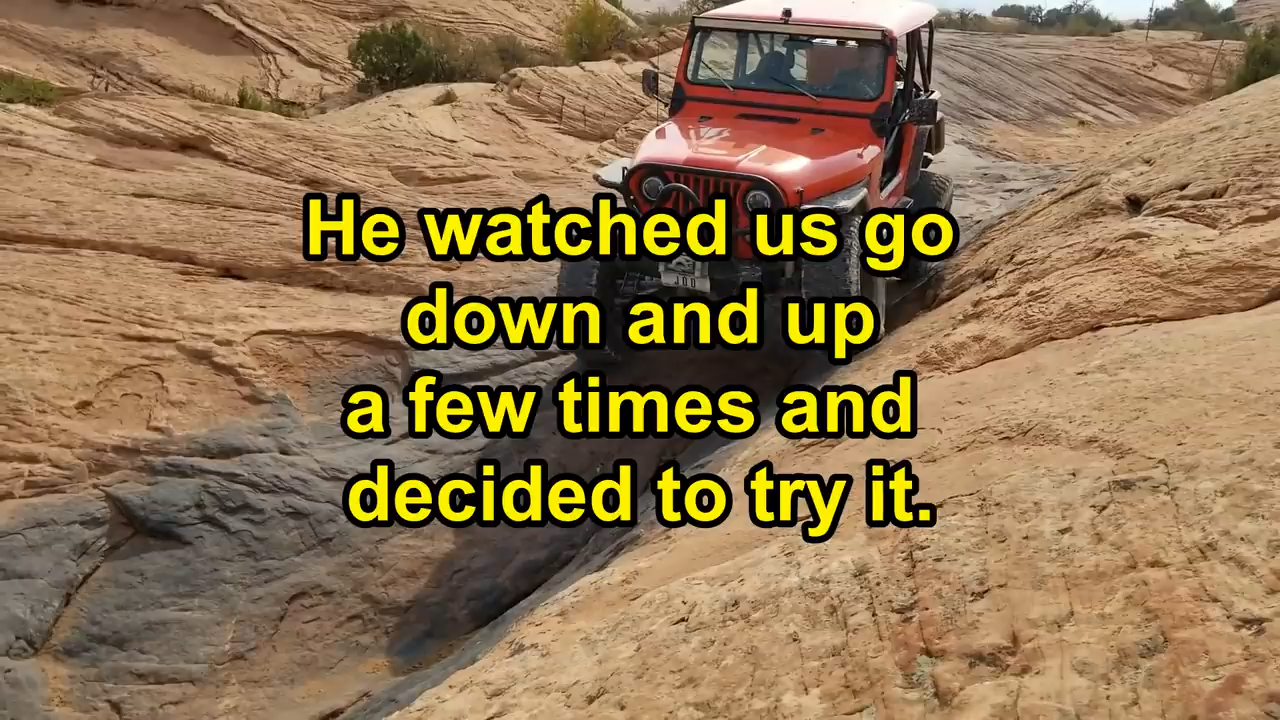 He watched us go
down and up
a few times and
decided to try it.